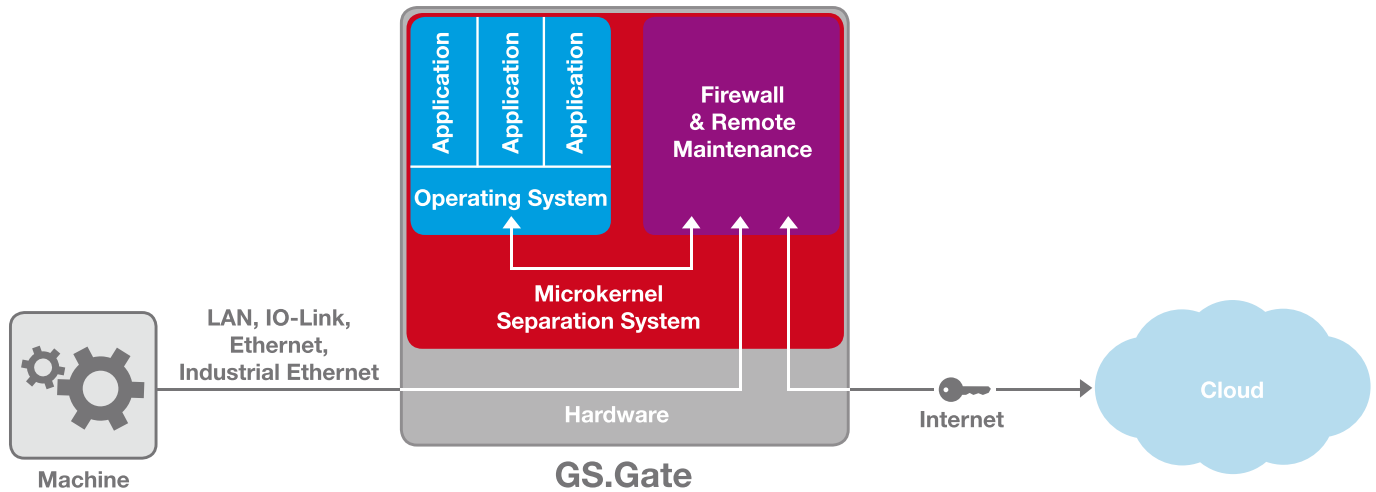 Application
Application
Application
Operating System
Firewall
& Remote
Maintenance
Microkernel
Separation System
LAN, IO-Link,
Ethernet,
Industrial Ethernet
Machine
Hardware
GS.Gate
Internet
Cloud